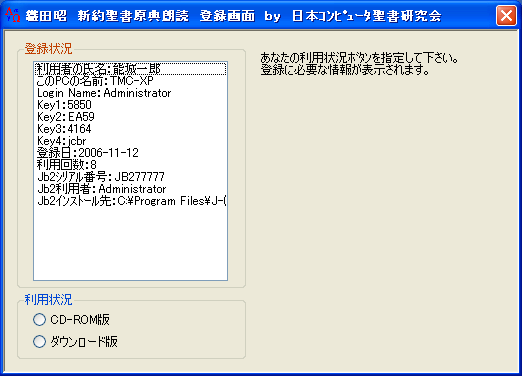 織田昭 新約聖書原典朗読 登録画面 by 日本ｺﾝﾋﾟｭｰﾀ聖書研究会
登録状況
利用者の氏名:能城一郎
このPCの名前:TMC-XP
Login Name:Administrator
Key1:5850
Key2:EA59
Key3:4164
Key4:jcbr
登録日:2006-11-12
利用回数:8
Jb2ｼﾘｱﾙ番号:JB277777
Jb2利用者:Administrator
Jb2ｲﾝｽﾄｰﾙ先:C:¥Program Files¥J-(
あなたの利用状況ﾎﾞﾀﾝを指定して下さい。
登録に必要な情報が表示されます。
利用状況
CD-ROM版
ダウンロード版